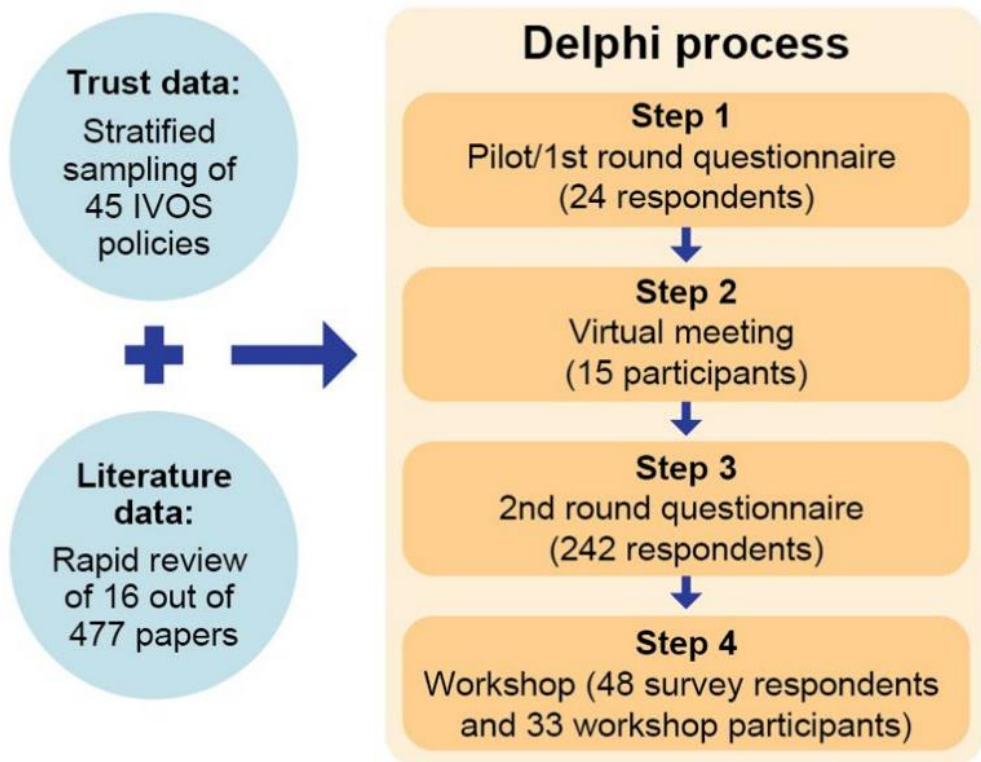 Trust data:
Stratified
sampling of
45 IVOS
policies
Literature
data:
Rapid review
of 16 out of
477 papers
Delphi process
Step 1
Pilot/1st round questionnaire
(24 respondents)
Step 2
Virtual meeting
(15 participants)
Step 3
2nd round questionnaire
(242 respondents)
Step 4
Workshop (48 survey respondents
and 33 workshop participants)